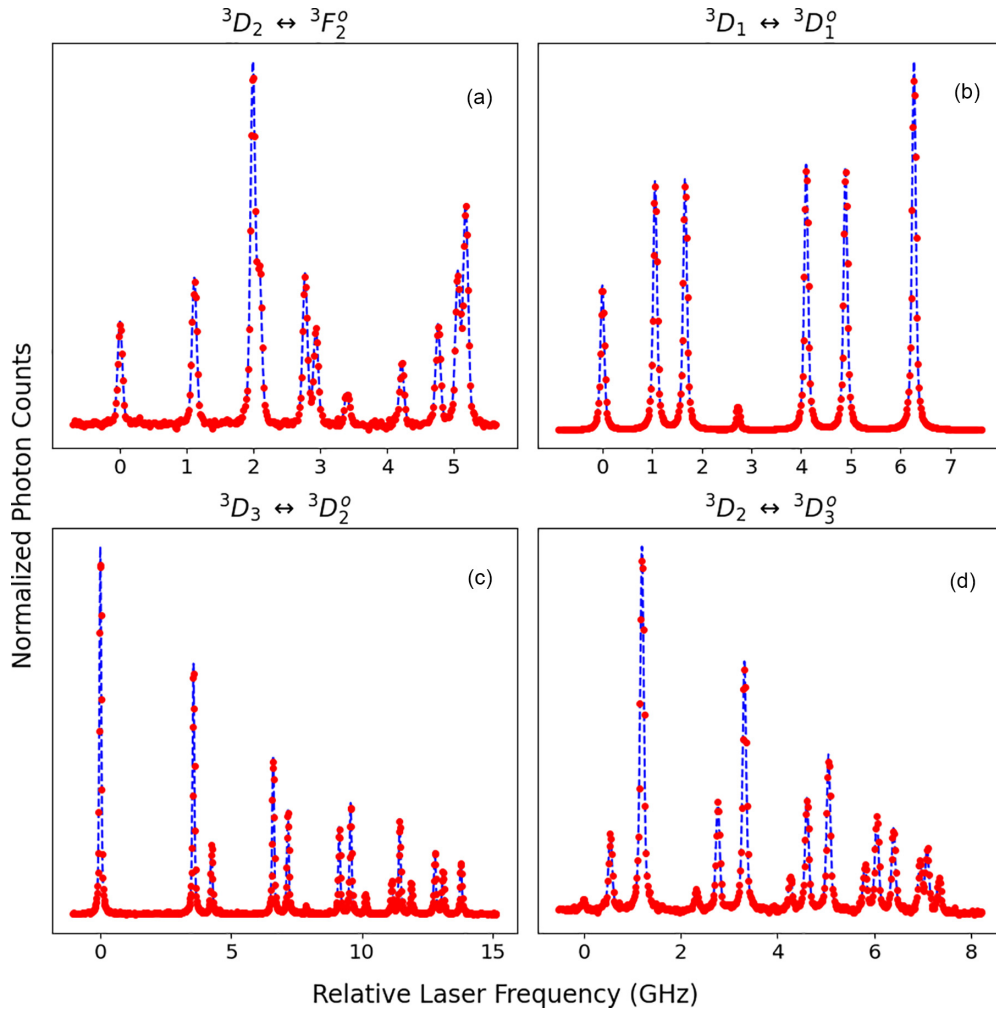 ³D₂ ↔ ³F₂ᵒ
³D₁ ↔ ³D₁ᵒ
(a)
(b)
0 1 2 3 4 5
0 1 2 3 4 5 6 7
³D₃ ↔ ³D₂ᵒ
³D₂ ↔ ³D₃ᵒ
(c)
(d)
0 5 10 15
0 2 4 6 8
Normalized Photon Counts
Relative Laser Frequency (GHz)